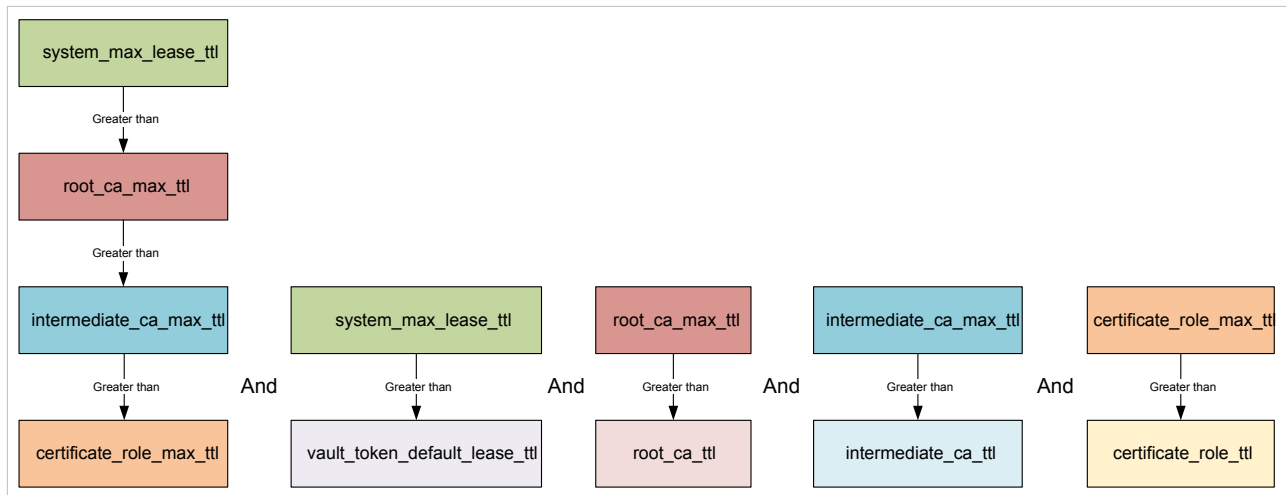 system_max_lease_ttl
Greater than
root_ca_max_ttl
Greater than
intermediate_ca_max_ttl
system_max_lease_ttl
root_ca_max_ttl
intermediate_ca_max_ttl
certificate_role_max_ttl
Greater than
And
Greater than
And
Greater than
And
Greater than
And
Greater than
certificate_role_max_ttl
vault_token_default_lease_ttl
root_ca_ttl
intermediate_ca_ttl
certificate_role_ttl